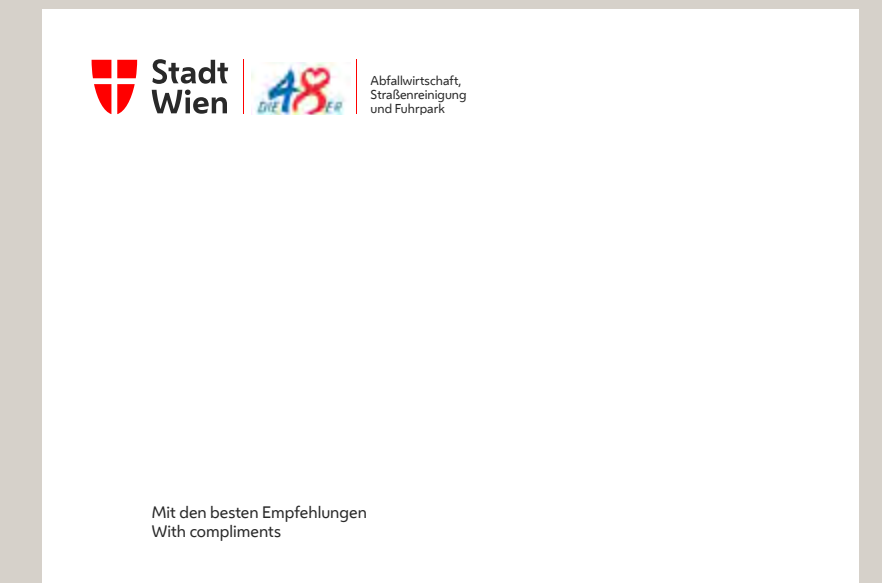 Stadt
Wien
DIE 48ER
Abfallwirtschaft,
Straßenreinigung
und Fuhrpark
Mit den besten Empfehlungen
With compliments